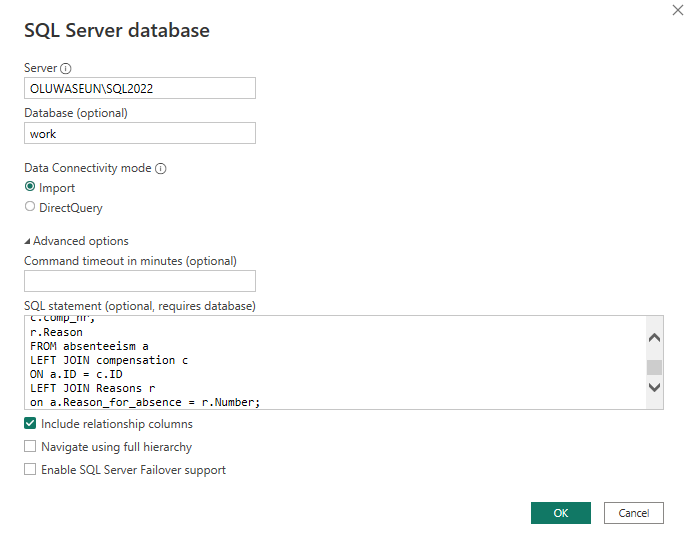 SQL Server database
Server
OLUWASEUN\SQL2022
Database (optional)
work
Data Connectivity mode
Import
DirectQuery
Advanced options
Command timeout in minutes (optional)
SQL statement (optional, requires database)
c.comp_hr,
r.Reason
FROM absenteeism a
LEFT JOIN compensation c
ON a.ID = c.ID
LEFT JOIN Reasons r
on a.Reason_for_absence = r.Number;
Include relationship columns
Navigate using full hierarchy
Enable SQL Server Failover support
OK
Cancel